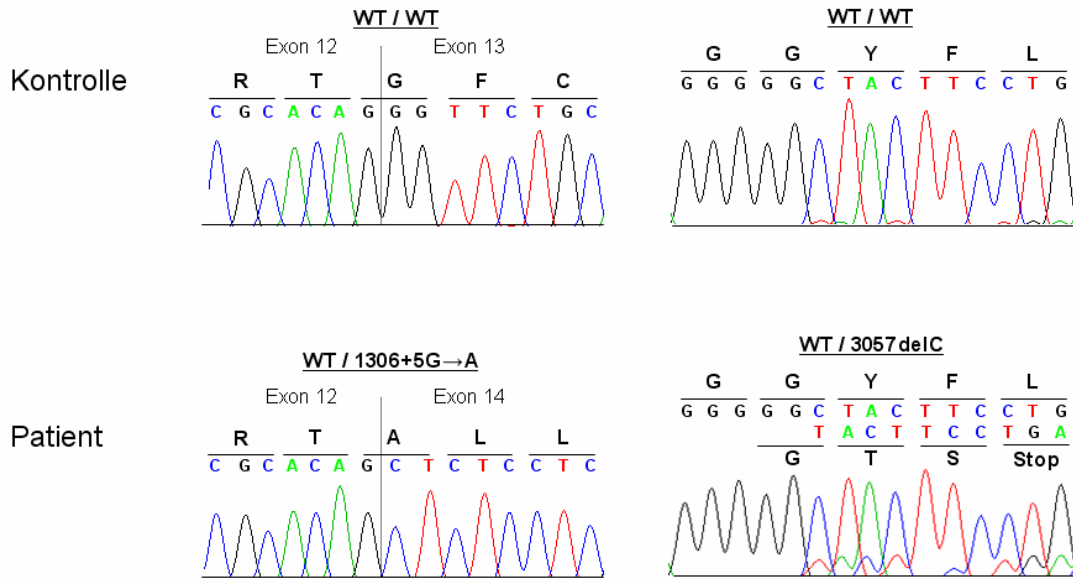 WT / WT
Exon 12 Exon 13
Kontrolle
R T G F C
C G C A C A G G G T T C T G C
WT / WT
G G Y F L
G G G G G C T A C T T C C T G
WT / 1306+5G→A
Exon 12 Exon 14
Patient
R T A L L
C G C A C A G C T C T C C T C
WT / 3057delC
G G Y F L
G G G G G C T A C T T C C T G
T A C T T C C T G A
G T S Stop